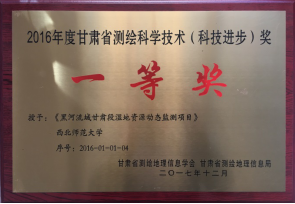 2016年度甘肃省测绘科学技术（科技进步）奖
一等奖
授予：《黑河流域甘肃段湿地资源动态监测项目》
西北师范大学
序号：2016-01-01-04
甘肃省测绘地理信息学会 甘肃省测绘地理信息局
二〇一七年十二月